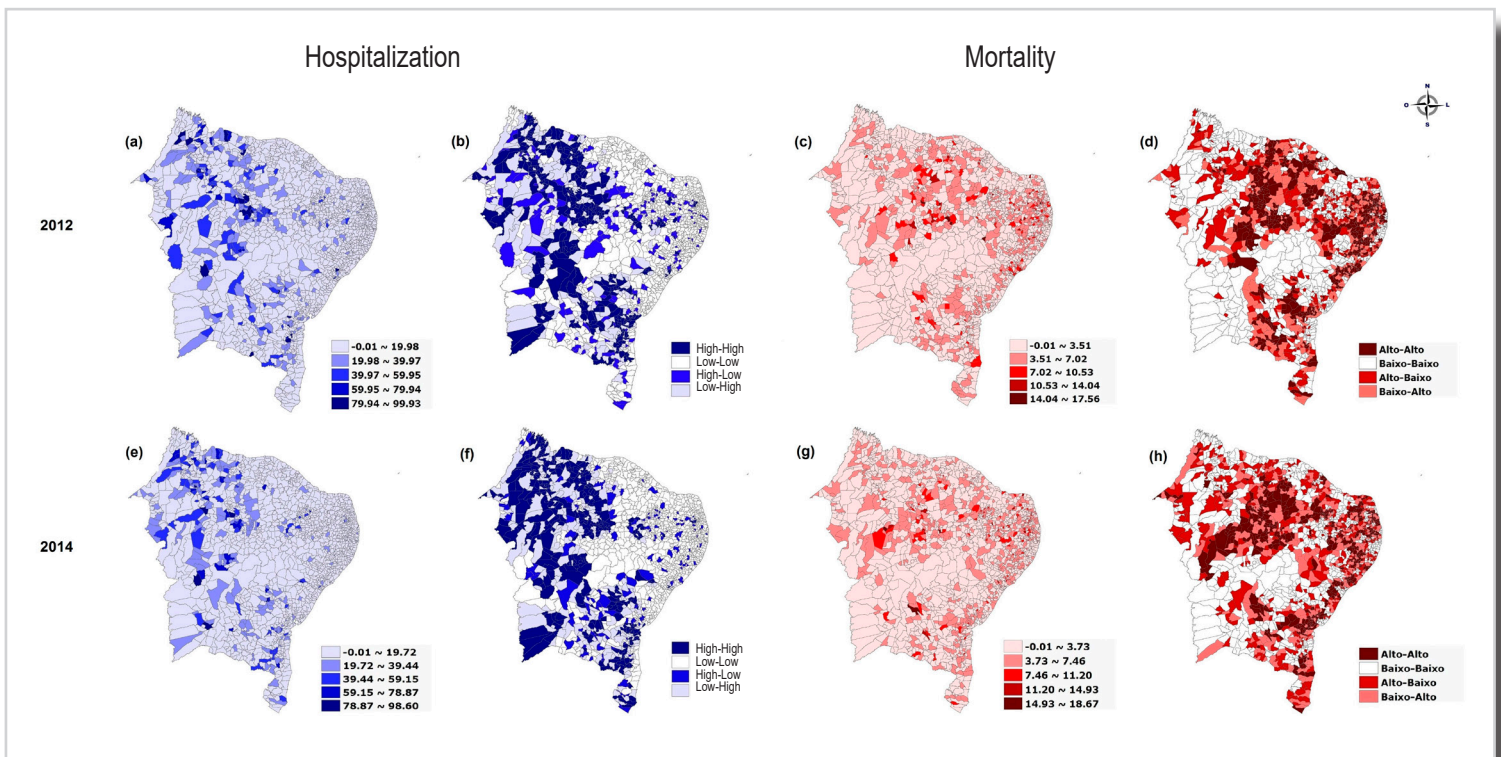 Hospitalization
Mortality
N
O L
S
(a)
(b)
(c)
(d)
2012
-0.01 ~ 19.98
19.98 ~ 39.97
39.97 ~ 59.95
59.95 ~ 79.94
79.94 ~ 99.93
High-High
Low-Low
High-Low
Low-High
-0.01 ~ 3.51
3.51 ~ 7.02
7.02 ~ 10.53
10.53 ~ 14.04
14.04 ~ 17.56
Alto-Alto
Baixo-Baixo
Alto-Baixo
Baixo-Alto
(e)
(f)
(g)
(h)
2014
-0.01 ~ 19.72
19.72 ~ 39.44
39.44 ~ 59.15
59.15 ~ 78.87
78.87 ~ 98.60
High-High
Low-Low
High-Low
Low-High
-0.01 ~ 3.73
3.73 ~ 7.46
7.46 ~ 11.20
11.20 ~ 14.93
14.93 ~ 18.67
Alto-Alto
Baixo-Baixo
Alto-Baixo
Baixo-Alto